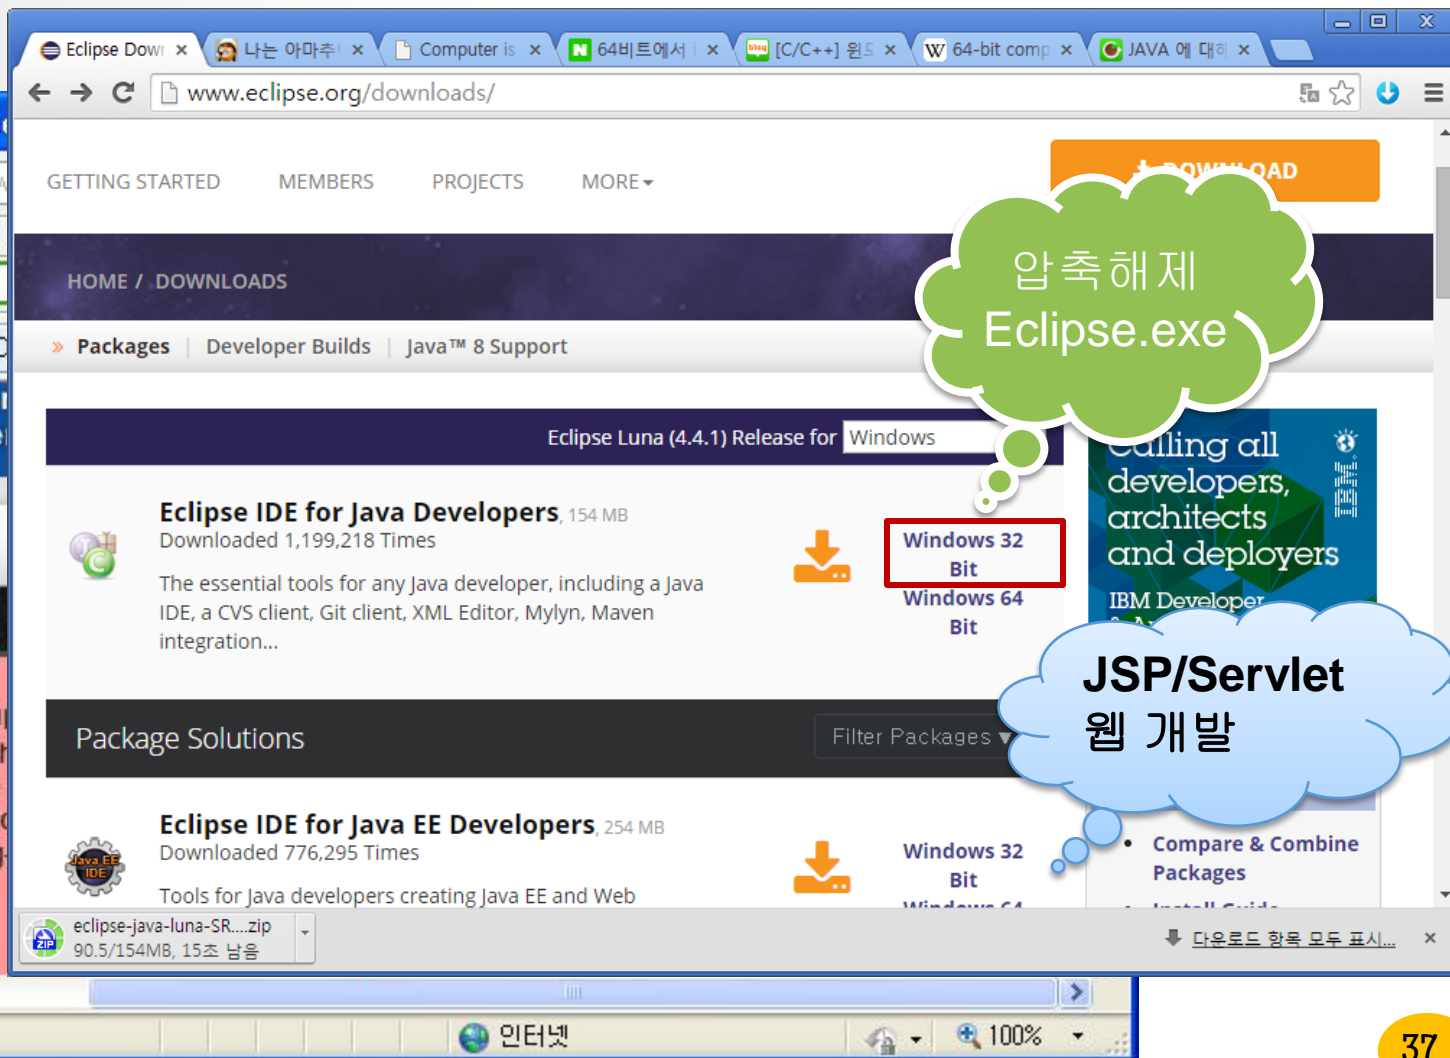 Eclipse Dow
나는 아마추
Computer is
64비트에서
[C/C++] 윈도
64-bit comp
JAVA 에 대하
www.eclipse.org/downloads/
GETTING STARTED MEMBERS PROJECTS MORE
DOWNLOAD
HOME / DOWNLOADS
압축해제
Eclipse.exe
» Packages | Developer Builds | Java™ 8 Support
Eclipse Luna (4.4.1) Release for Windows
Eclipse IDE for Java Developers, 154 MB
Downloaded 1,199,218 Times
The essential tools for any Java developer, including a Java
IDE, a CVS client, Git client, XML Editor, Mylyn, Maven
integration...
Windows 32
Bit
Windows 64
Bit
Calling all
developers,
architects
and deployers
IBM Developer
IBM
JSP/Servlet
웹 개발
Package Solutions
Filter Packages ▼
Eclipse IDE for Java EE Developers, 254 MB
Downloaded 776,295 Times
Tools for Java developers creating Java EE and Web
Java EE
IDE
Windows 32
Bit
Windows 64
• Compare & Combine
Packages
• Install Guide
ZIP
eclipse-java-luna-SR....zip
90.5/154MB, 15초 남음
다운로드 항목 모두 표시...
인터넷
100%
37